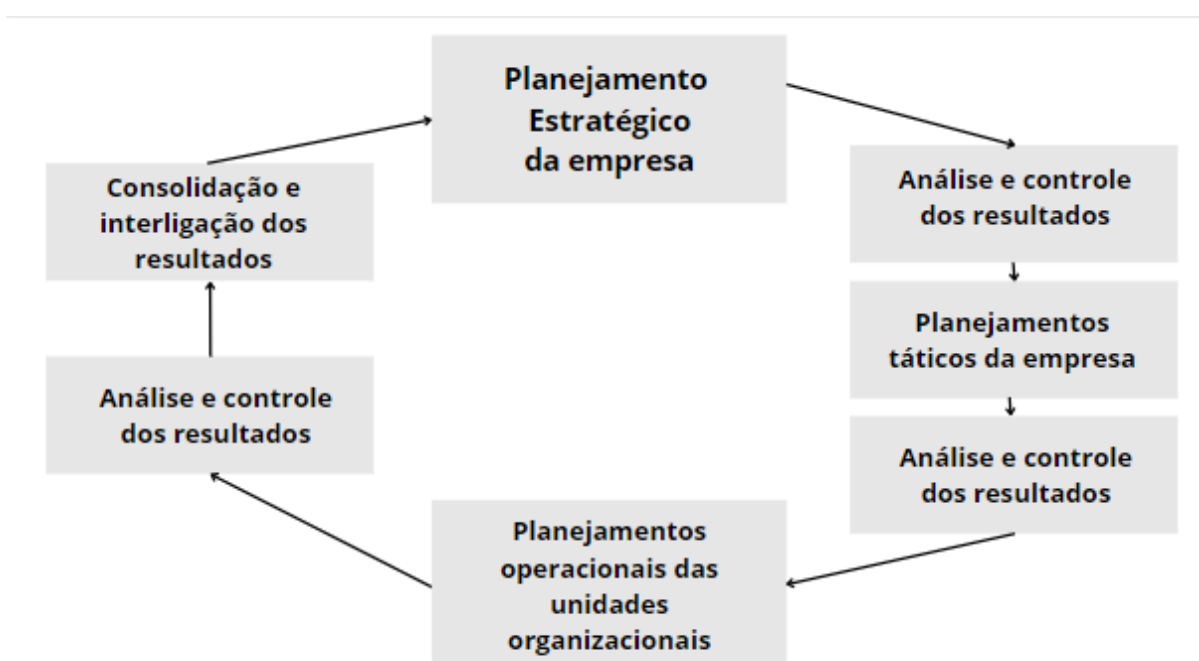 Planejamento
Estratégico
da empresa
Análise e controle
dos resultados
Planejamentos
táticos da empresa
Análise e controle
dos resultados
Planejamentos
operacionais das
unidades
organizacionais
Análise e controle
dos resultados
Consolidação e
interligação dos
resultados